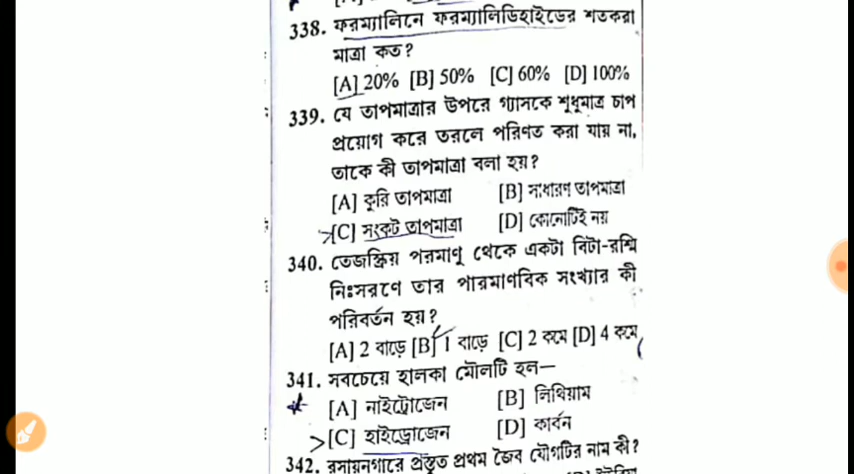 338. ফরম্যালিনে ফরম্যালিডিহাইডের শতকরা
মাত্রা কত?
[A] 20% [B] 50% [C] 60% [D] 100%
339. যে তাপমাত্রার উপরে গ্যাসকে শুধুমাত্র চাপ
প্রয়োগ করে তরলে পরিণত করা যায় না,
তাকে কী তাপমাত্রা বলা হয়?
[A] কুরি তাপমাত্রা [B] সাধারণ তাপমাত্রা
[C] সংকট তাপমাত্রা [D] কোনোটিই নয়
340. তেজস্ক্রিয় পরমাণু থেকে একটা বিটা-রশ্মি
নিঃসরণে তার পারমাণবিক সংখ্যার কী
পরিবর্তন হয়?
[A] 2 বাড়ে [B] 1 বাড়ে [C] 2 কমে [D] 4 কমে
341. সবচেয়ে হালকা মৌলটি হল—
[A] নাইট্রোজেন [B] লিথিয়াম
[C] হাইড্রোজেন [D] কার্বন
342. রসায়নগারে প্রস্তুত প্রথম জৈব যৌগটির নাম কী?